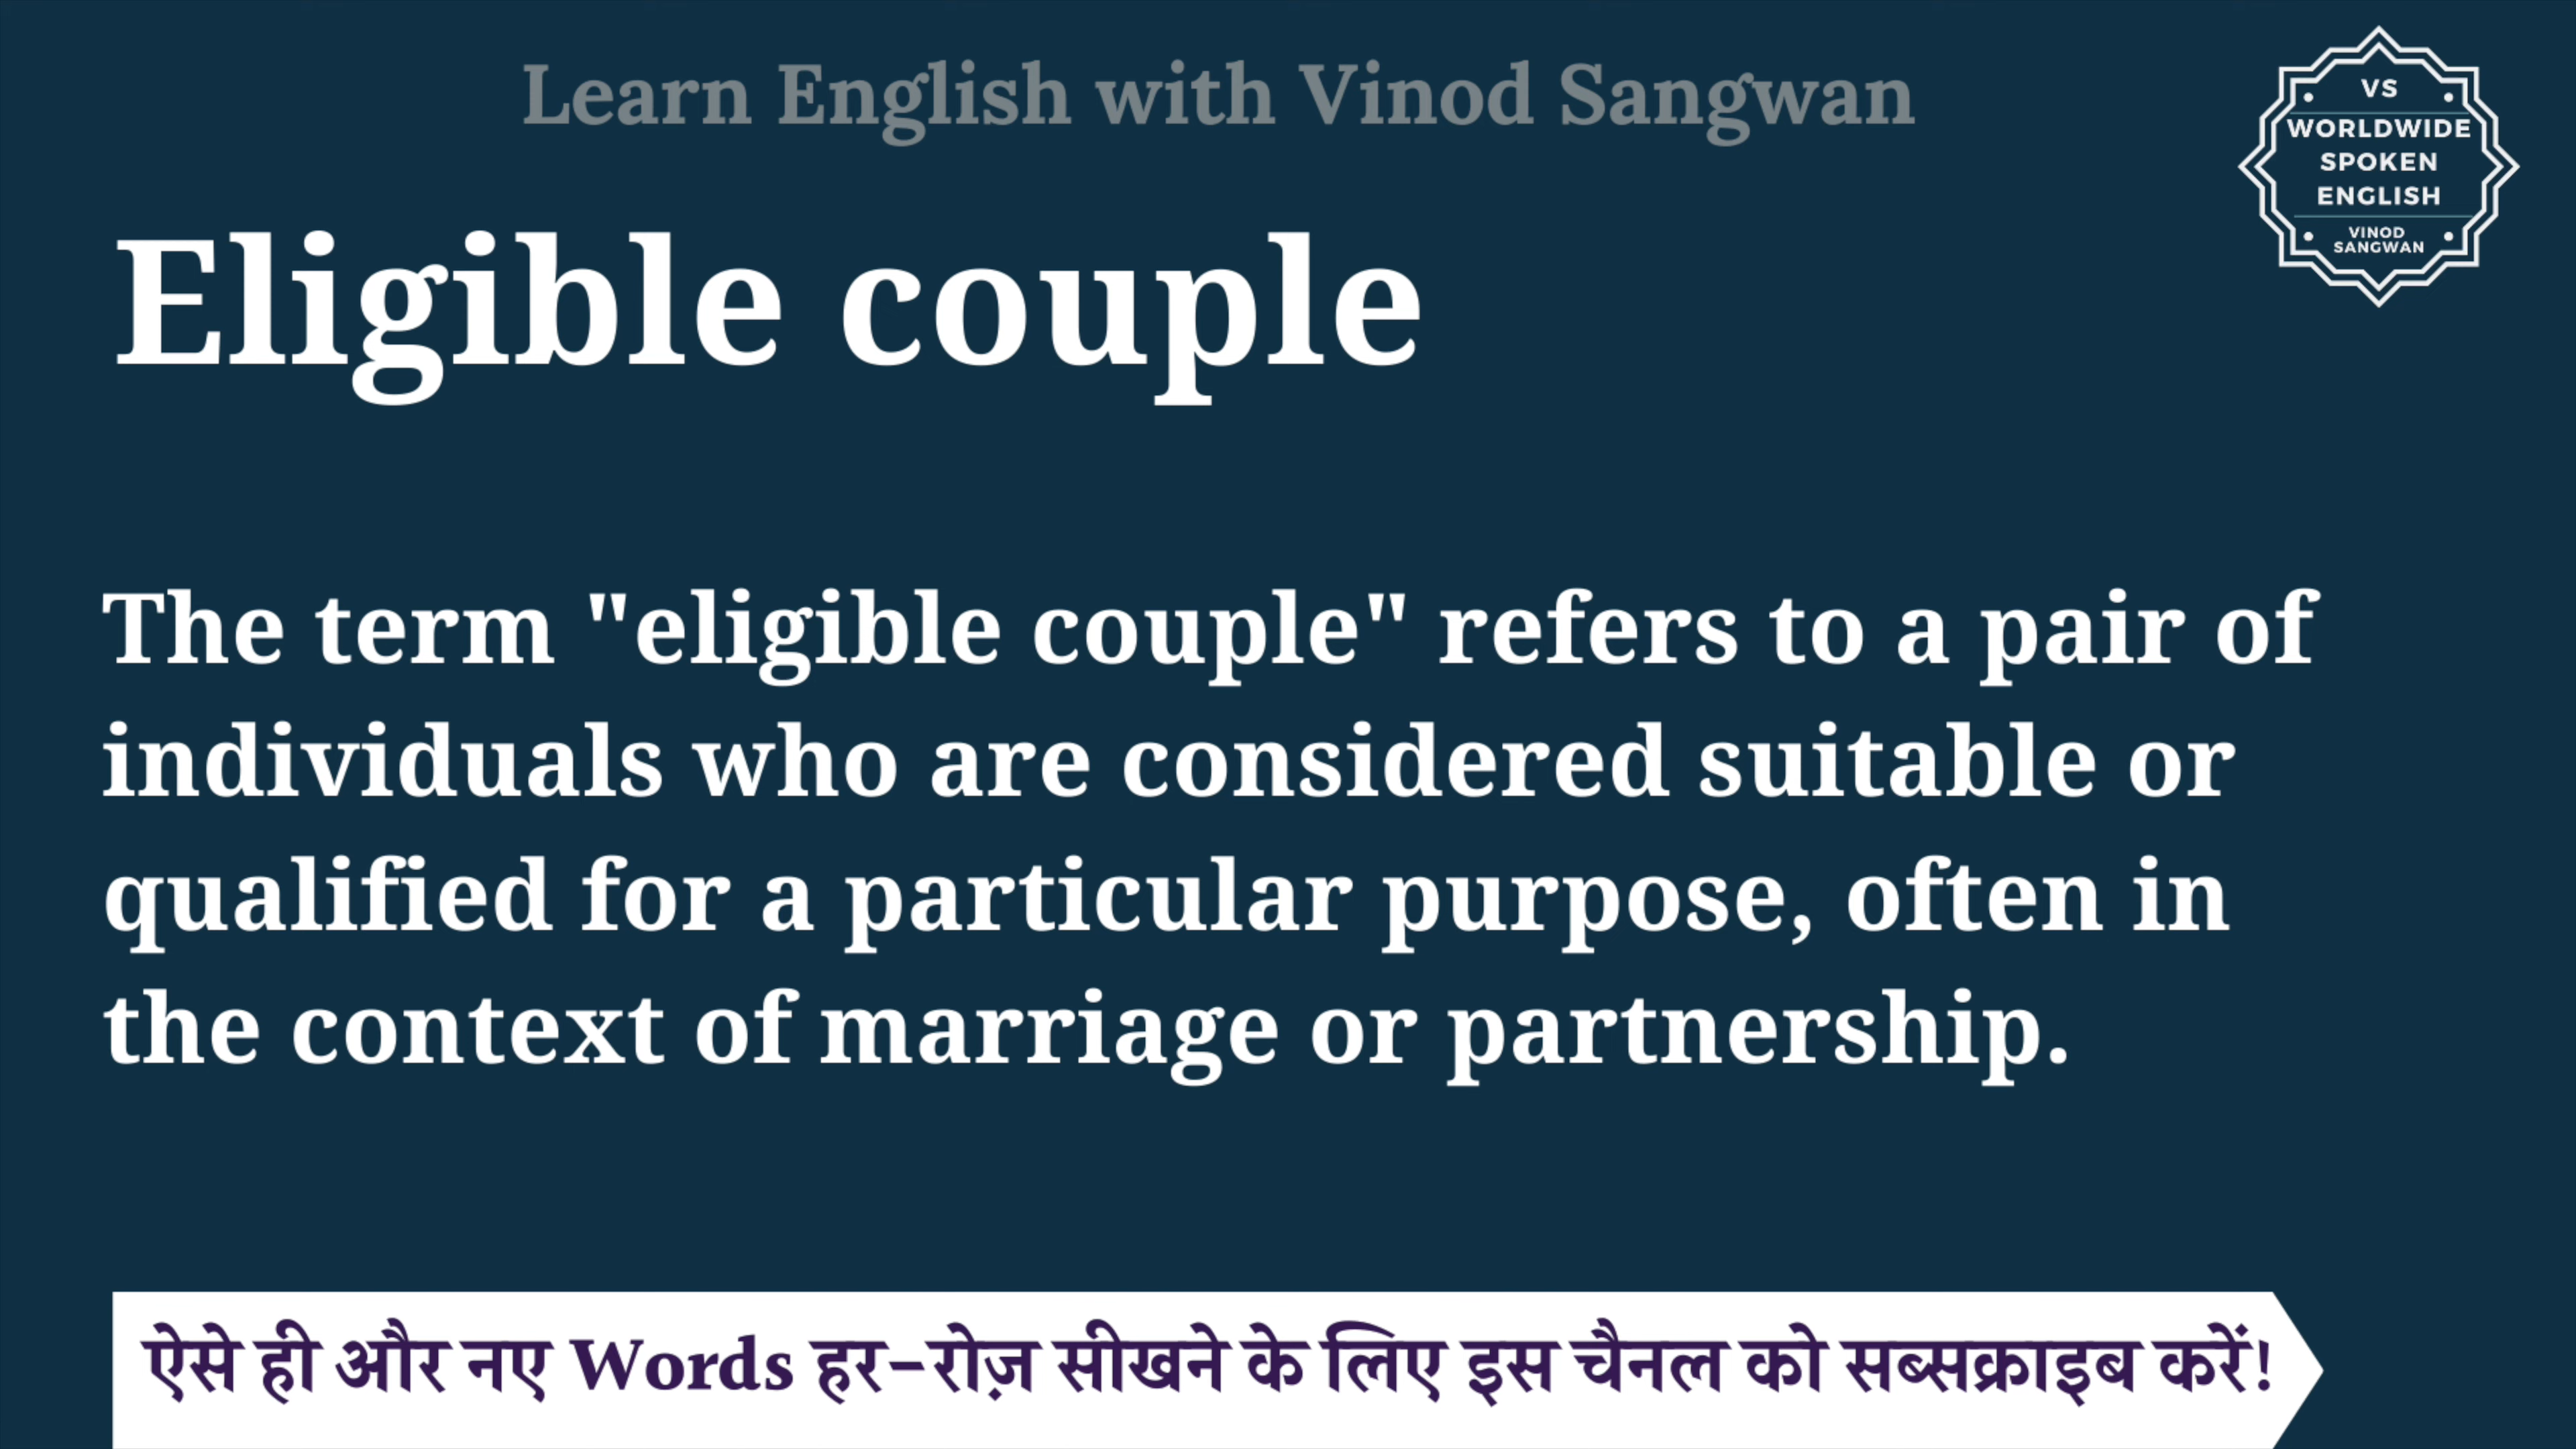 Learn English with Vinod Sangwan
VS
WORLDWIDE
SPOKEN
ENGLISH
VINOD
SANGWAN
Eligible couple
The term "eligible couple" refers to a pair of
individuals who are considered suitable or
qualified for a particular purpose, often in
the context of marriage or partnership.
ऐसे ही और नए Words हर-रोज़ सीखने के लिए इस चैनल को सब्सक्राइब करें!